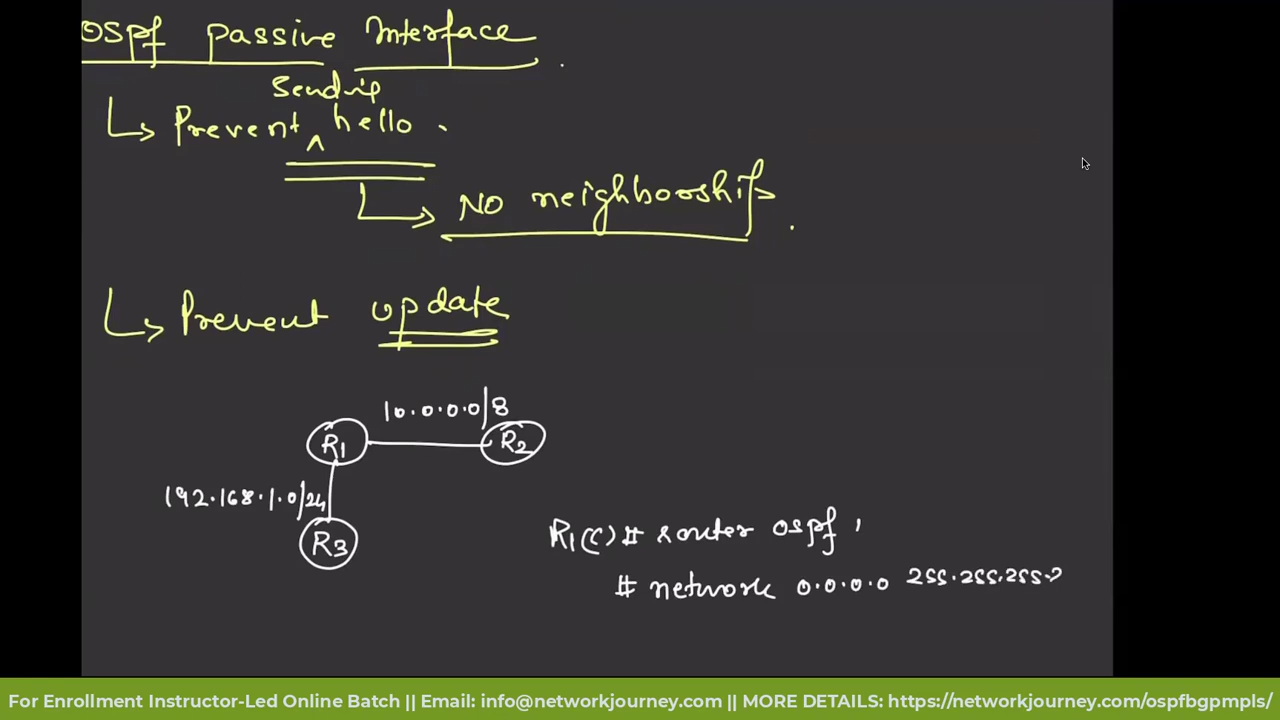 OSPF passive Interface
Sending
Prevent hello.
NO neighboorship.
Prevent update
10.0.0.0/8
R1
R2
192.168.1.0/24
R3
R1(C)# router ospf 1
# network 0.0.0.0 255.255.255.2
For Enrollment Instructor-Led Online Batch || Email: info@networkjourney.com || MORE DETAILS: https://networkjourney.com/ospfbgpmpls/